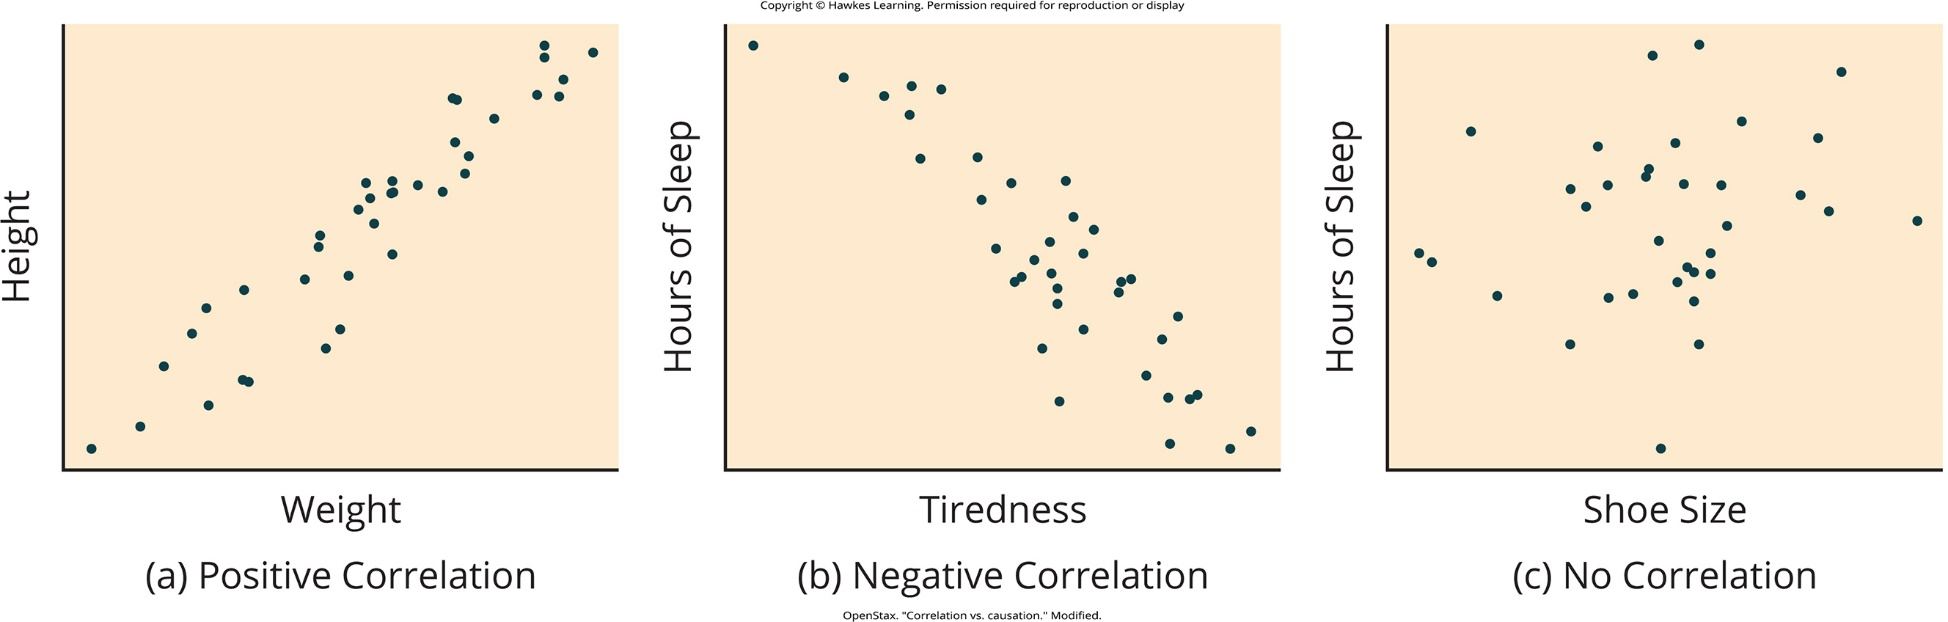 Copyright © Hawkes Learning. Permission required for reproduction or display
Height
Weight
(a) Positive Correlation
Hours of Sleep
Tiredness
(b) Negative Correlation
Hours of Sleep
Shoe Size
(c) No Correlation
OpenStax. "Correlation vs. causation." Modified.